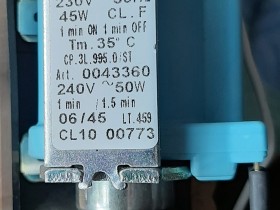 230V
45W CL.F
1 min ON 1 min OFF
Tm.35°C
CP.3L.995.0/ST
Art. 0043360
240V ~50W
1 min / 1.5 min
06/45 LT.459
CL10 00773